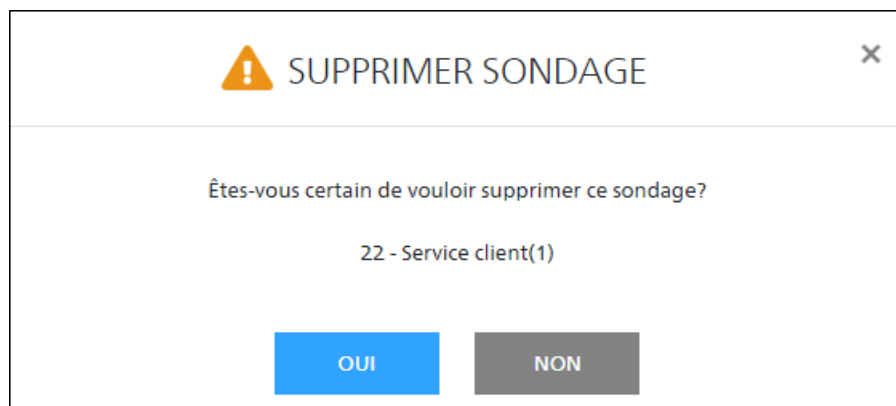 SUPPRIMER SONDAGE
Êtes-vous certain de vouloir supprimer ce sondage?
22 - Service client(1)
OUI
NON